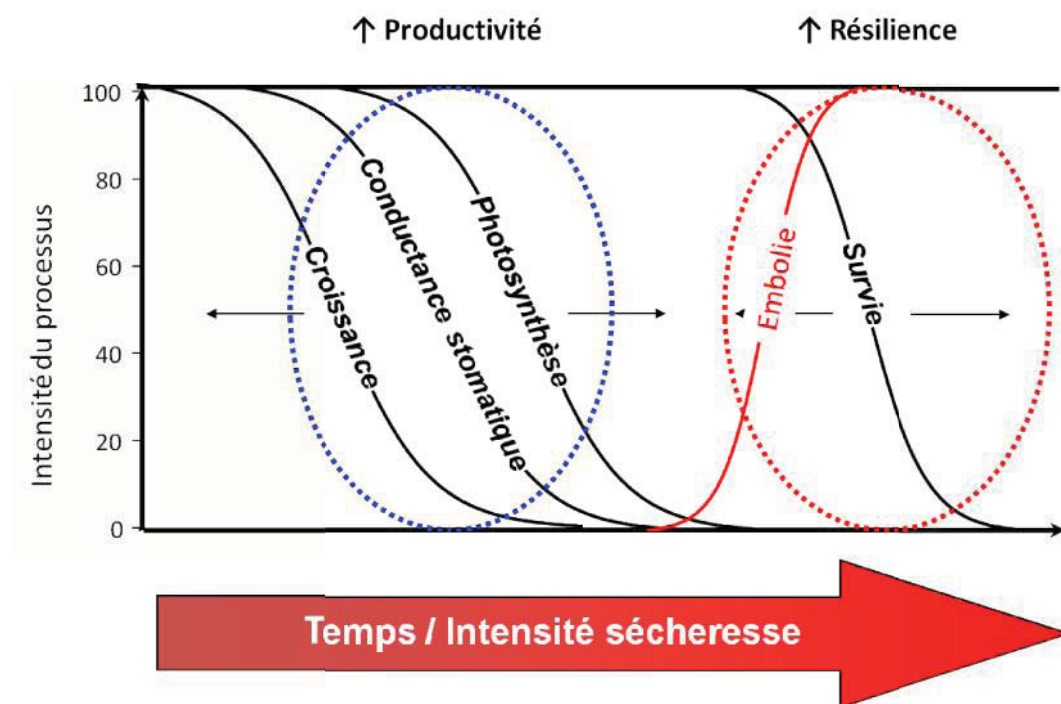 ↑ Productivité
↑ Résilience
Intensité du processus
100
80
60
40
20
0
Croissance
Conductance stomatique
Photosynthèse
Embolie
Survie
Temps / Intensité sécheresse